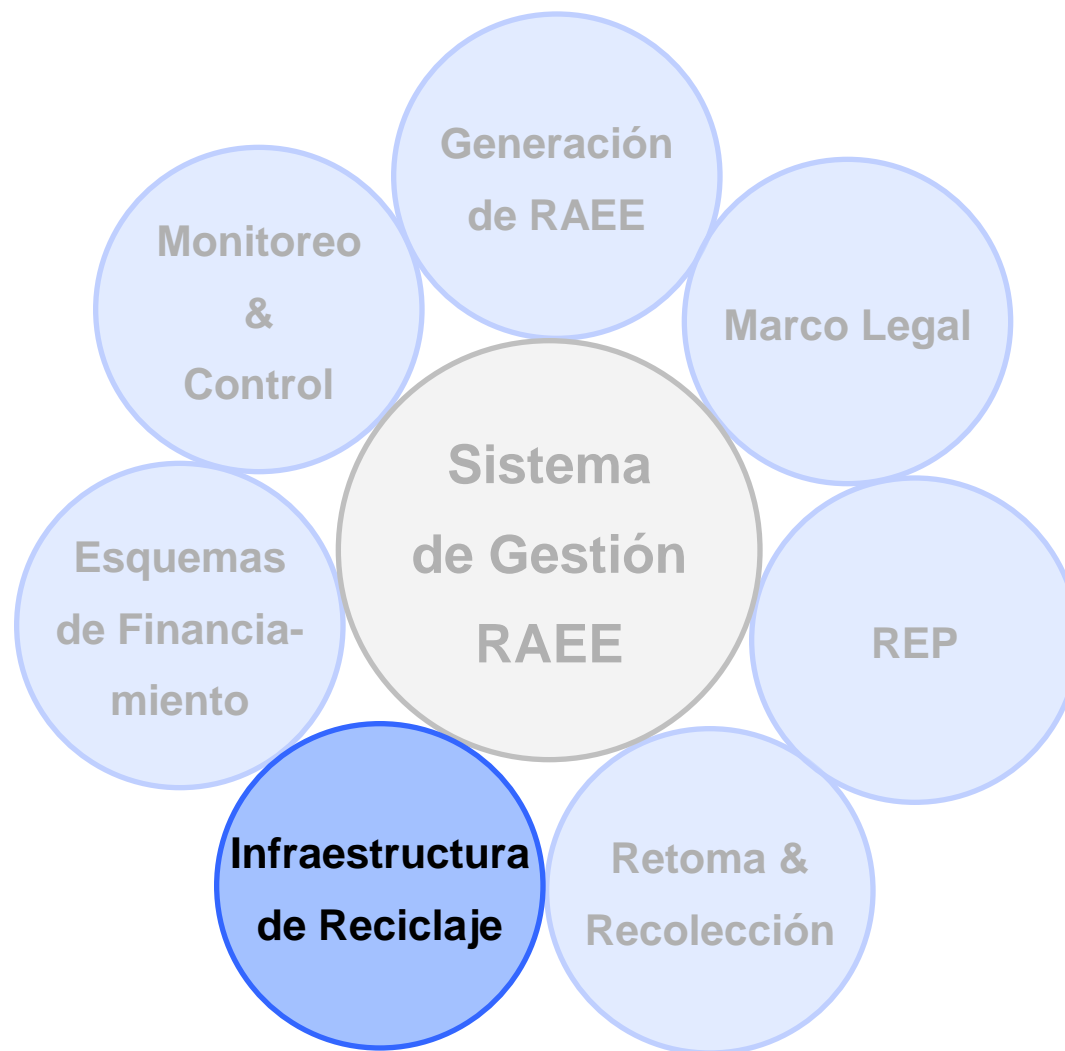 Generación
de RAEE
Monitoreo
&
Control
Marco Legal
Sistema
de Gestión
RAEE
Esquemas
de Financia-
miento
REP
Infraestructura
de Reciclaje
Retoma &
Recolección